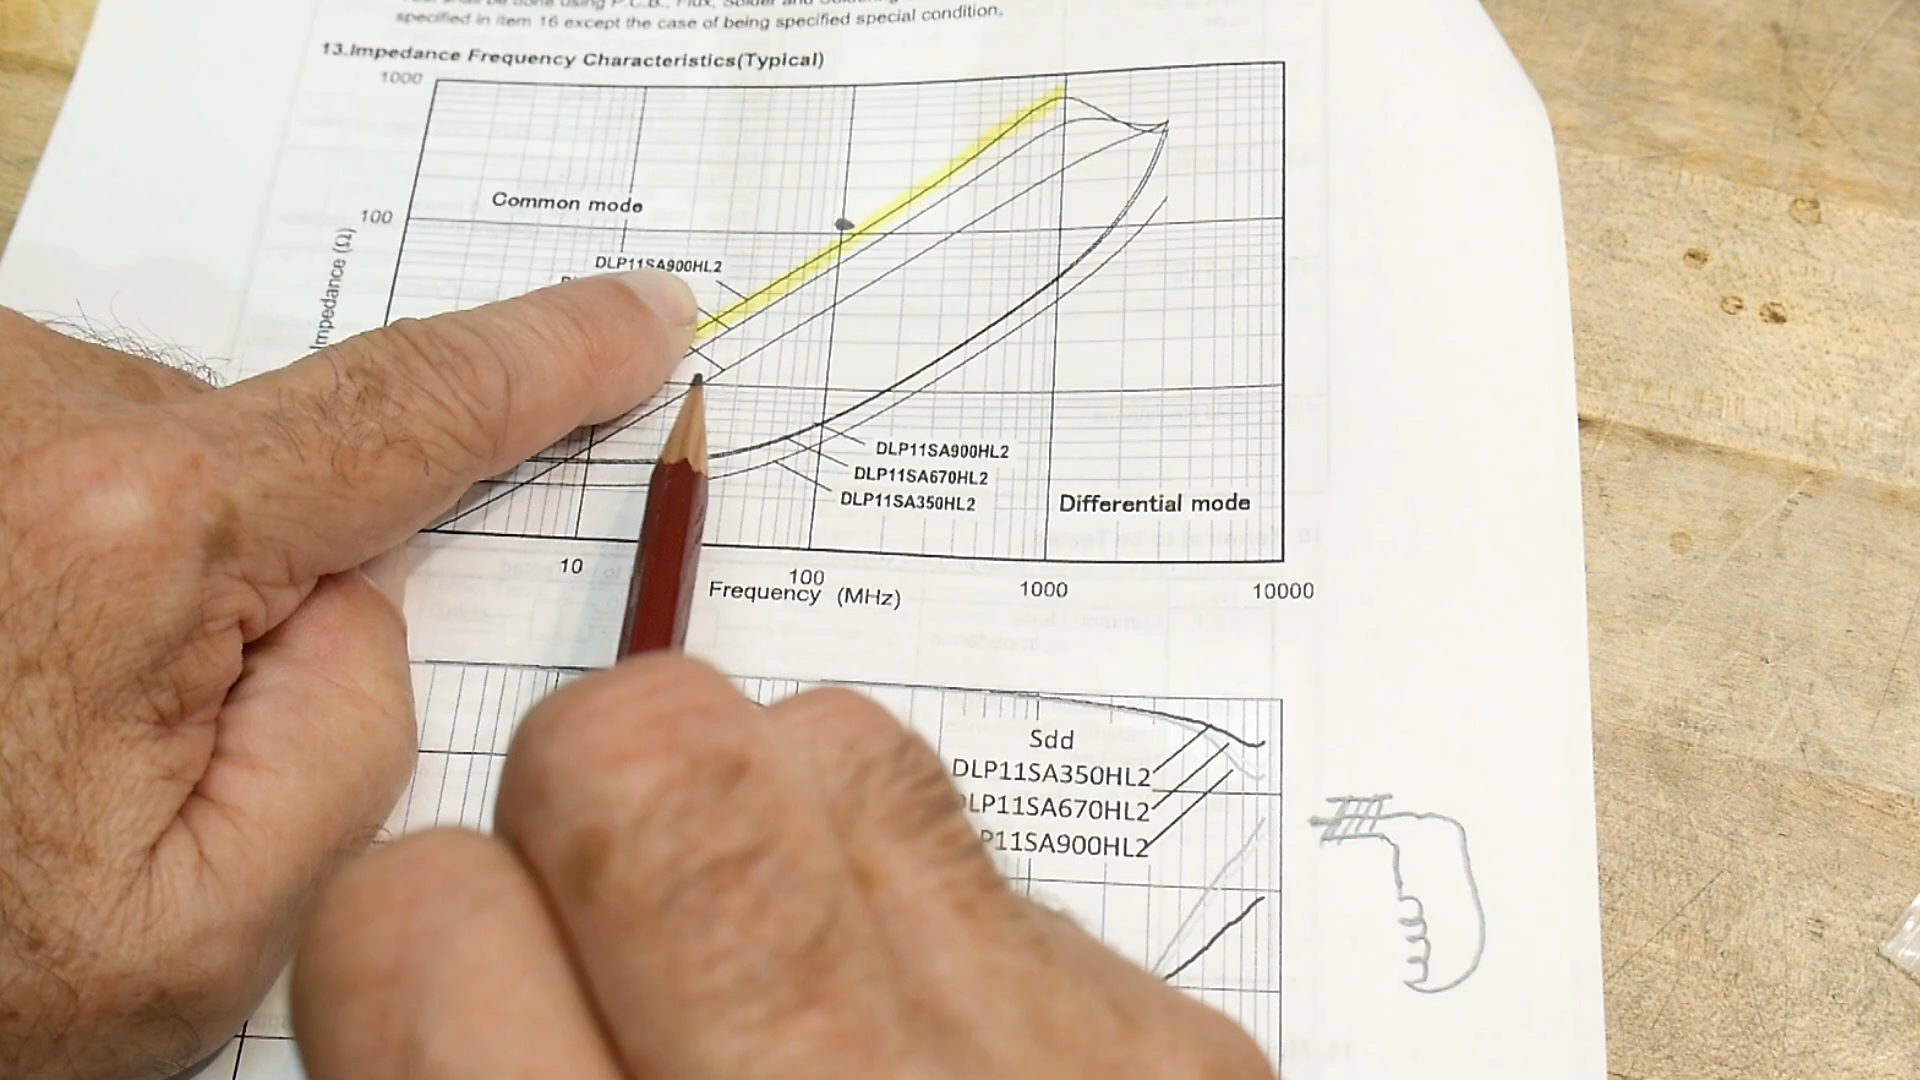 specified in item 16 except the case of being specified special condition.
13.Impedance Frequency Characteristics(Typical)
1000
Common mode
100
Impedance (Ω)
DLP11SA900HL2
DLP11SA900HL2
DLP11SA670HL2
DLP11SA350HL2
Differential mode
10
100
1000
10000
Frequency (MHz)
Sdd
DLP11SA350HL2
LP11SA670HL2
P11SA900HL2